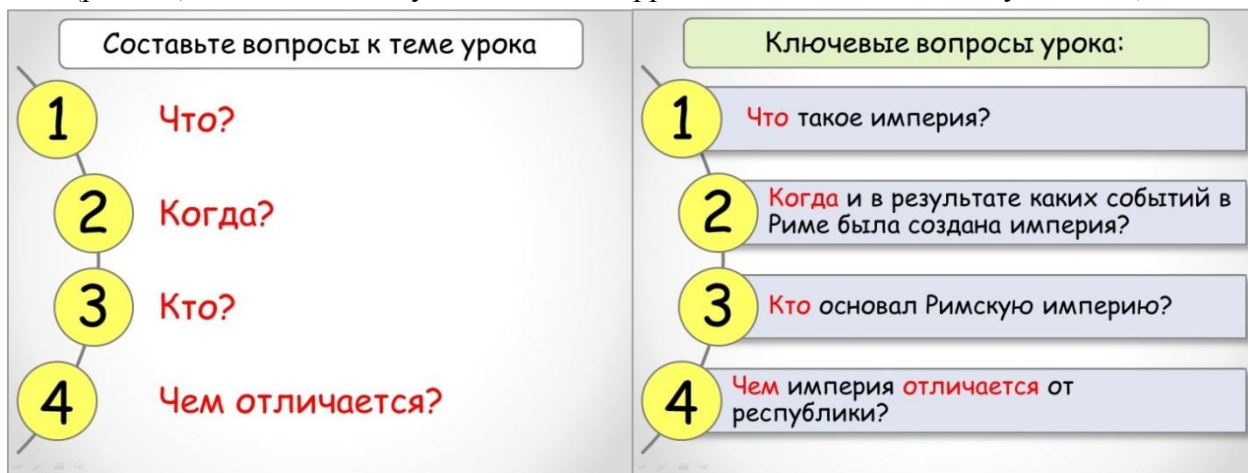 Составьте вопросы к теме урока
1
Что?
2
Когда?
3
Кто?
4
Чем отличается?
Ключевые вопросы урока:
1
Что такое империя?
2
Когда и в результате каких событий в
Риме была создана империя?
3
Кто основал Римскую империю?
4
Чем империя отличается от
республики?